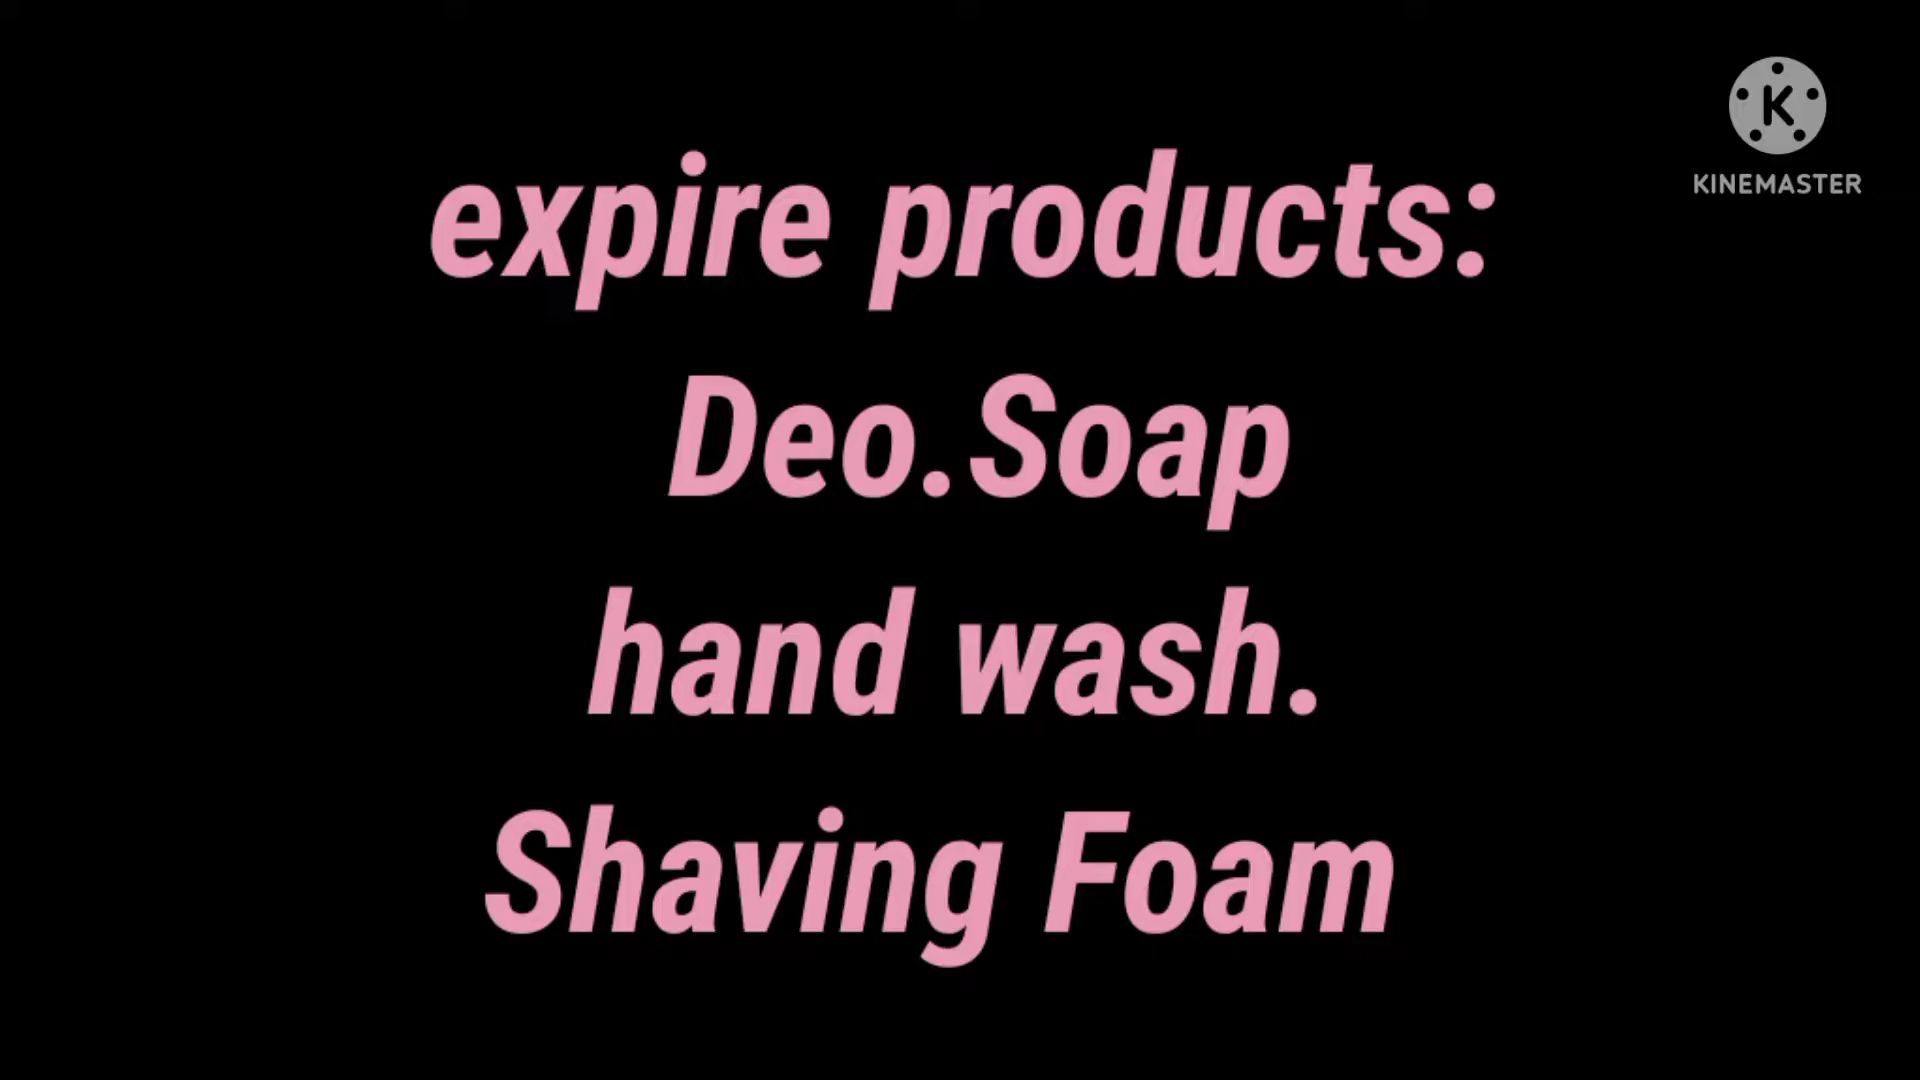 K
KINEMASTER
expire products:
Deo.Soap
hand wash.
Shaving Foam